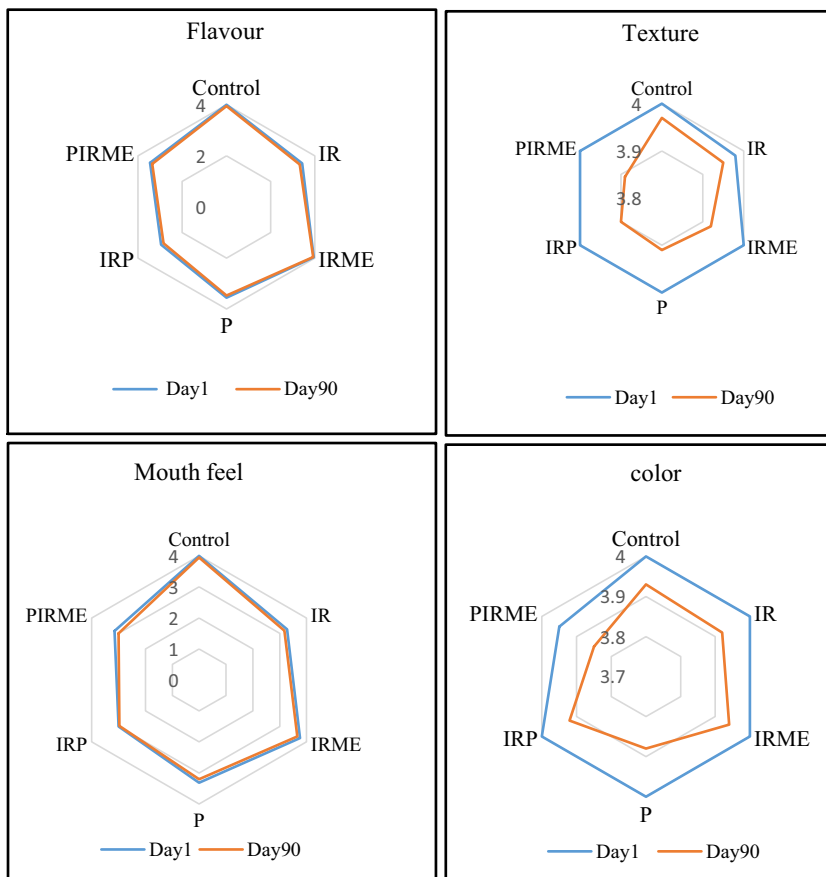 Flavour
Control
4
PIRME
IR
2
0
IRP
IRME
P
Day1 Day90
Texture
Control
4
PIRME
IR
3.9
3.8
IRP
IRME
P
Day1 Day90
Mouth feel
Control
4
3
PIRME
IR
2
1
0
IRP
IRME
P
Day1 Day90
color
Control
4
PIRME
IR
3.9
3.8
3.7
IRP
IRME
P
Day1 Day90